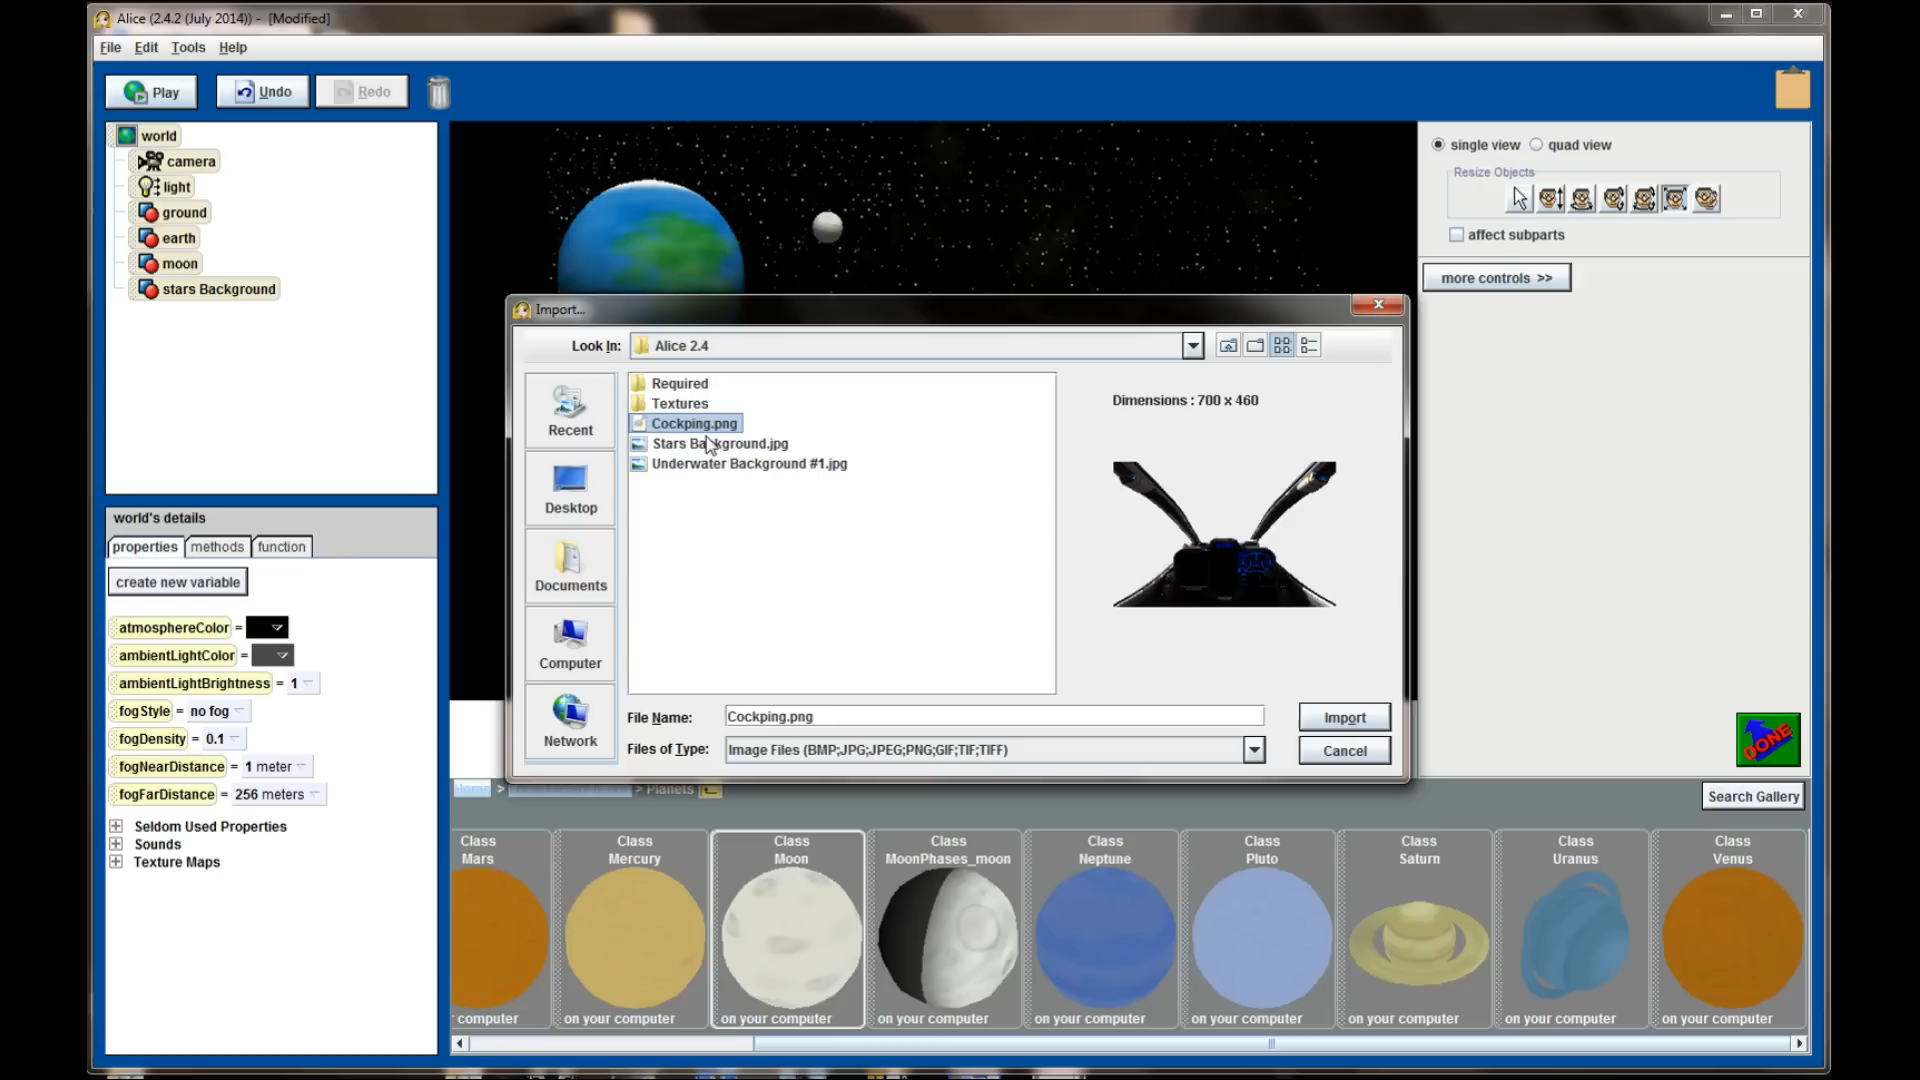 Alice (2.4.2 (July 2014)) - [Modified]
File Edit Tools Help
Play Undo Redo
world
camera
light
ground
earth
moon
stars Background
single view quad view
Resize Objects
affect subparts
more controls >>
Import...
Look In: Alice 2.4
Recent
Desktop
Documents
Computer
Network
Required
Textures
Cockping.png
Stars Background.jpg
Underwater Background #1.jpg
Dimensions : 700 x 460
File Name: Cockping.png
Import
Files of Type: Image Files (BMP;JPG;JPEG;PNG;GIF;TIF;TIFF)
Cancel
DONE
world's details
properties methods function
create new variable
atmosphereColor =
ambientLightColor =
ambientLightBrightness = 1
fogStyle = no fog
fogDensity = 0.1
fogNearDistance = 1 meter
fogFarDistance = 256 meters
Seldom Used Properties
Sounds
Texture Maps
Home > > Planets
Search Gallery
Class
Mars
computer
Class
Mercury
on your computer
Class
Moon
on your computer
Class
MoonPhases_moon
on your computer
Class
Neptune
on your computer
Class
Pluto
on your computer
Class
Saturn
on your computer
Class
Uranus
on your computer
Class
Venus
on your computer